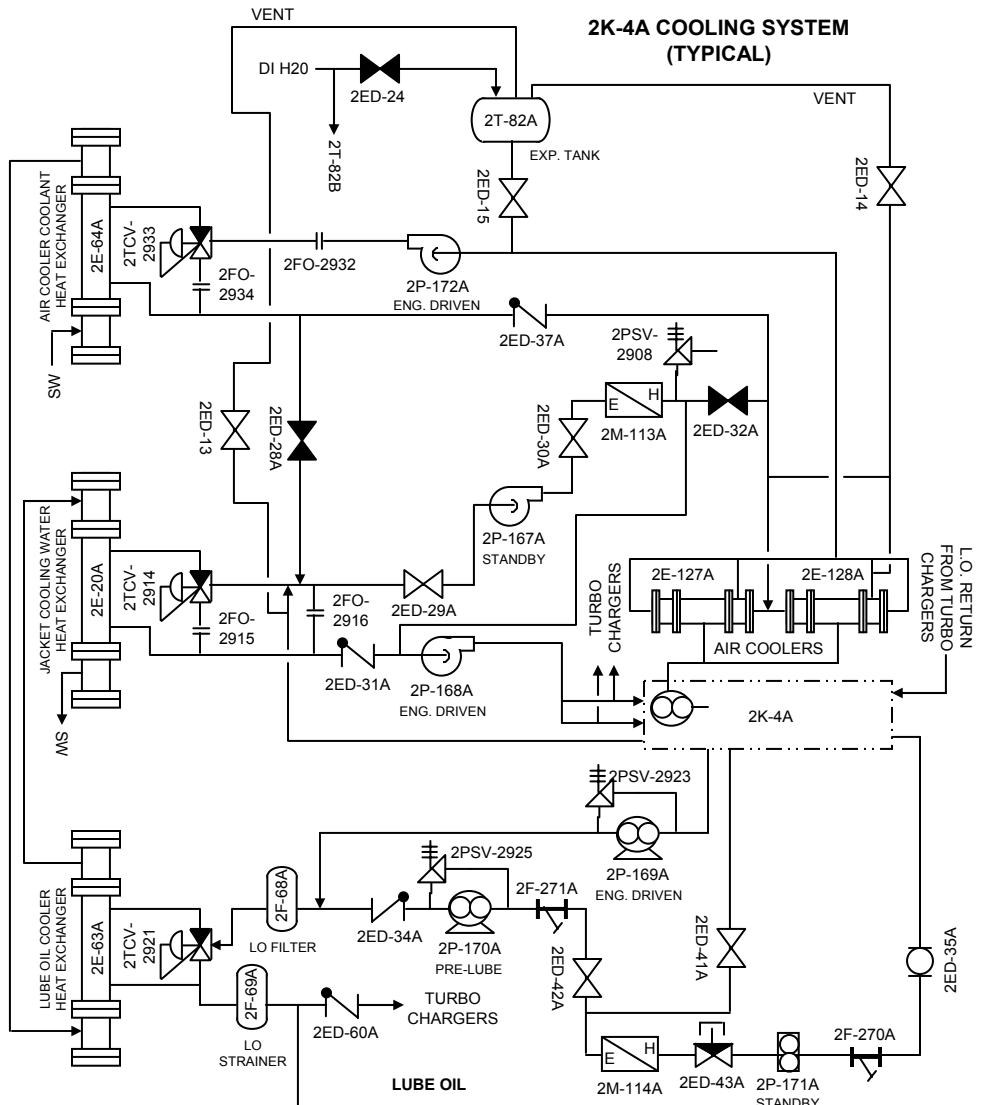 VENT
2K-4A COOLING SYSTEM
(TYPICAL)
DI H20
2ED-24
2T-82B
2T-82A
EXP. TANK
VENT
2ED-15
2ED-14
AIR COOLER COOLANT
HEAT EXCHANGER
2E-64A
2TCV-
2933
2FO-
2934
2FO-2932
2P-172A
ENG. DRIVEN
2ED-37A
SW
2PSV-
2908
2ED-13
2ED-28A
2ED-30A
E H
2M-113A
2ED-32A
2P-167A
STANDBY
JACKET COOLING WATER
HEAT EXCHANGER
2E-20A
2TCV-
2914
2FO-
2915
2FO-
2916
2ED-29A
2ED-31A
2P-168A
ENG. DRIVEN
SW
TURBO
CHARGERS
2E-127A
2E-128A
AIR COOLERS
L.O. RETURN
FROM TURBO
CHARGERS
2K-4A
2PSV-2923
2P-169A
ENG. DRIVEN
2PSV-2925
2F-271A
LUBE OIL COOLER
HEAT EXCHANGER
2E-63A
2TCV-
2921
2F-68A
LO FILTER
2ED-34A
2P-170A
PRE-LUBE
2ED-42A
2ED-41A
2ED-35A
2F-69A
LO
STRAINER
2ED-60A
TURBO
CHARGERS
LUBE OIL
E H
2M-114A
2ED-43A
2P-171A
STANDBY
2F-270A